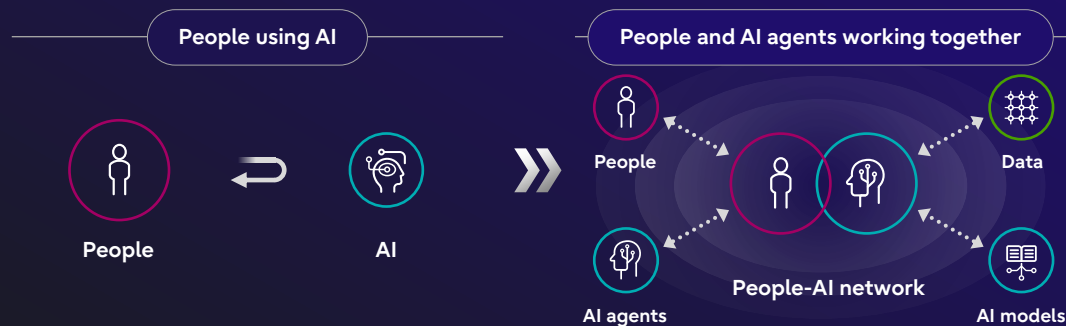 People using AI
People
AI
People and AI agents working together
People
Data
People-AI network
AI agents
AI models